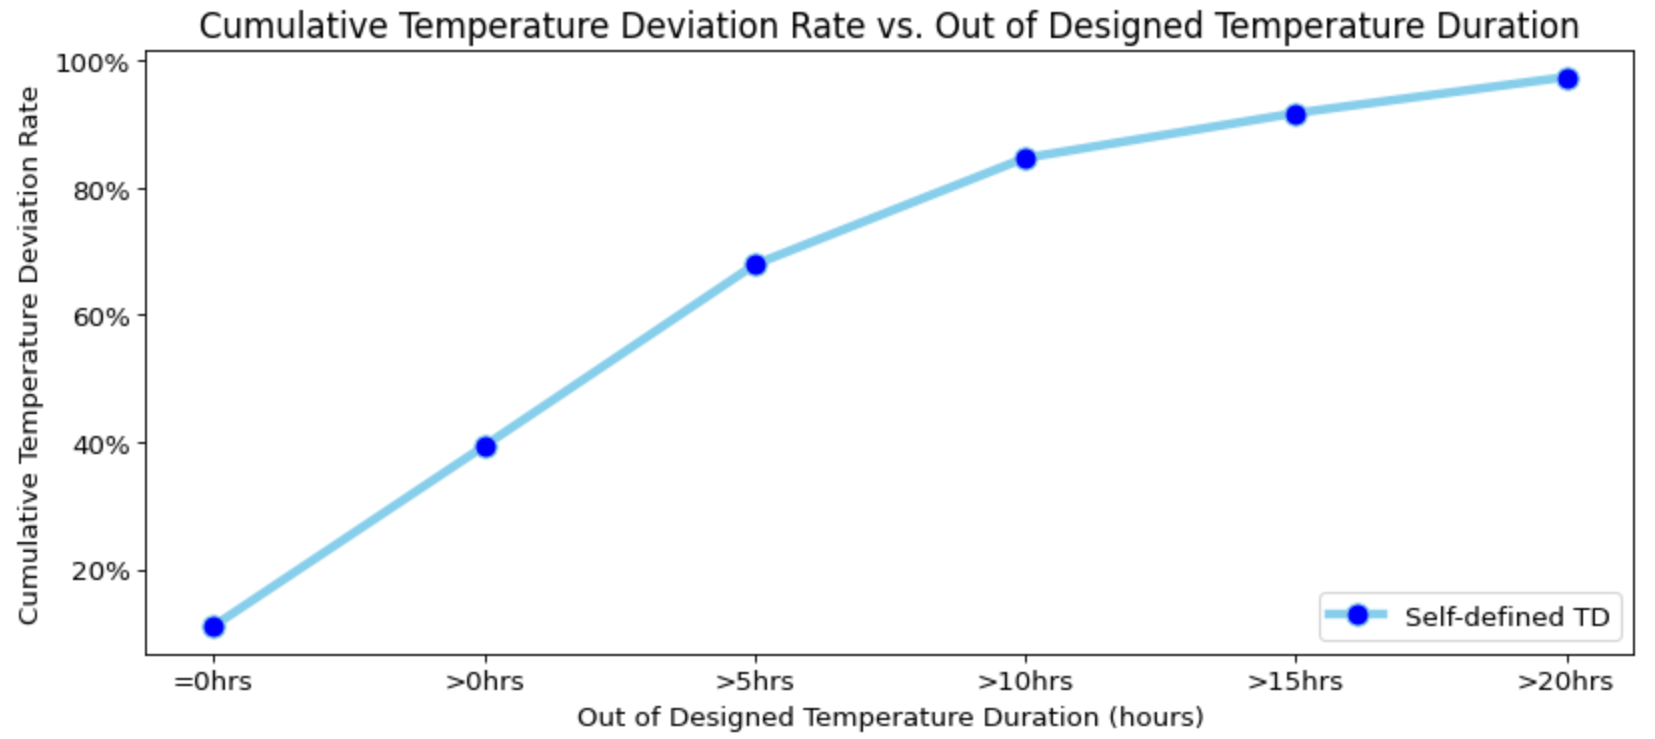 Cumulative Temperature Deviation Rate vs. Out of Designed Temperature Duration
Cumulative Temperature Deviation Rate
100%
80%
60%
40%
20%
Self-defined TD
=0hrs
>0hrs
>5hrs
>10hrs
>15hrs
>20hrs
Out of Designed Temperature Duration (hours)